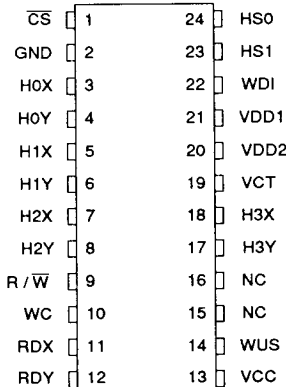 C̅S̅ 1 24 HS0
GND 2 23 HS1
H0X 3 22 WDI
H0Y 4 21 VDD1
H1X 5 20 VDD2
H1Y 6 19 VCT
H2X 7 18 H3X
H2Y 8 17 H3Y
R / W̅ 9 16 NC
WC 10 15 NC
RDX 11 14 WUS
RDY 12 13 VCC